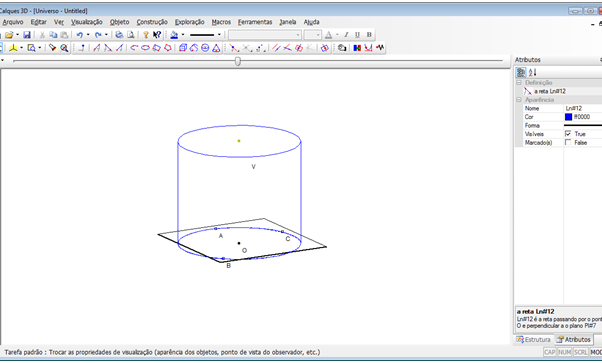 Calques 3D - [Universo - Untitled]
Arquivo Editar Ver Visualização Objeto Construção Exploração Macros Ferramentas Janela Ajuda
Atributos
Definição
a reta Ln#12
Aparência
Nome Ln#12
Cor ff0000
Forma
Visíveis True
Marcado(s) False
V
A
C
O
B
a reta Ln#12
Ln#12 é a reta passando por o pont
O e perpendicular a o plano Pl#7
Estrutura Atributos
Tarefa padrão : Trocar as propriedades de visualização (aparência dos objetos, ponto de vista do observador, etc.)
CAP NUM SCRL MOD